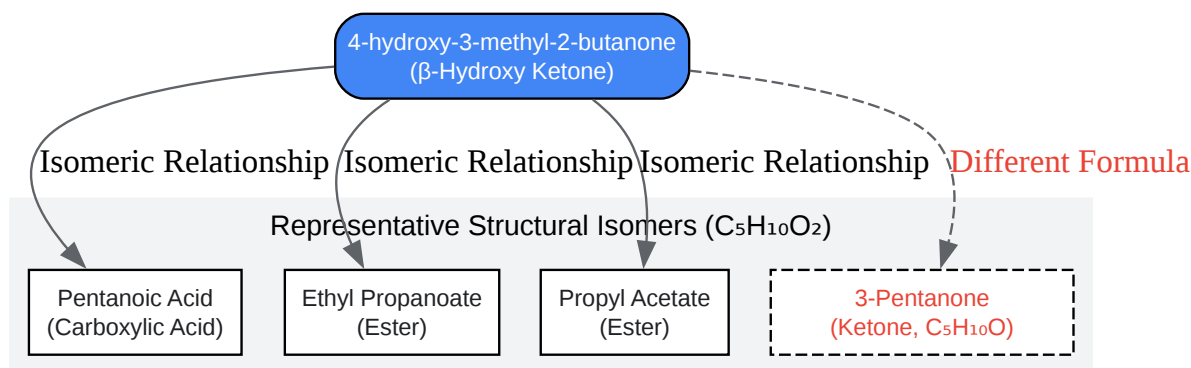 4-hydroxy-3-methyl-2-butanone
(β-Hydroxy Ketone)
Isomeric Relationship
Isomeric Relationship
Isomeric Relationship
Different Formula
Representative Structural Isomers (C₅H₁₀O₂)
Pentanoic Acid
(Carboxylic Acid)
Ethyl Propanoate
(Ester)
Propyl Acetate
(Ester)
3-Pentanone
(Ketone, C₅H₁₀O)